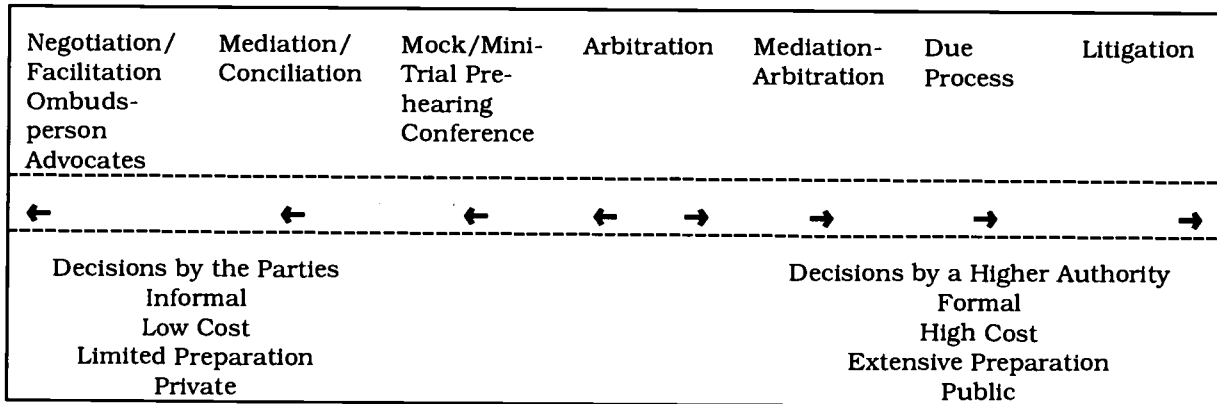 Negotiation/
Facilitation
Ombuds-
person
Advocates
Mediation/
Conciliation
Mock/Mini-
Trial Pre-
hearing
Conference
Arbitration
Mediation-
Arbitration
Due
Process
Litigation
← ← ← ← → → → →
Decisions by the Parties
Informal
Low Cost
Limited Preparation
Private
Decisions by a Higher Authority
Formal
High Cost
Extensive Preparation
Public